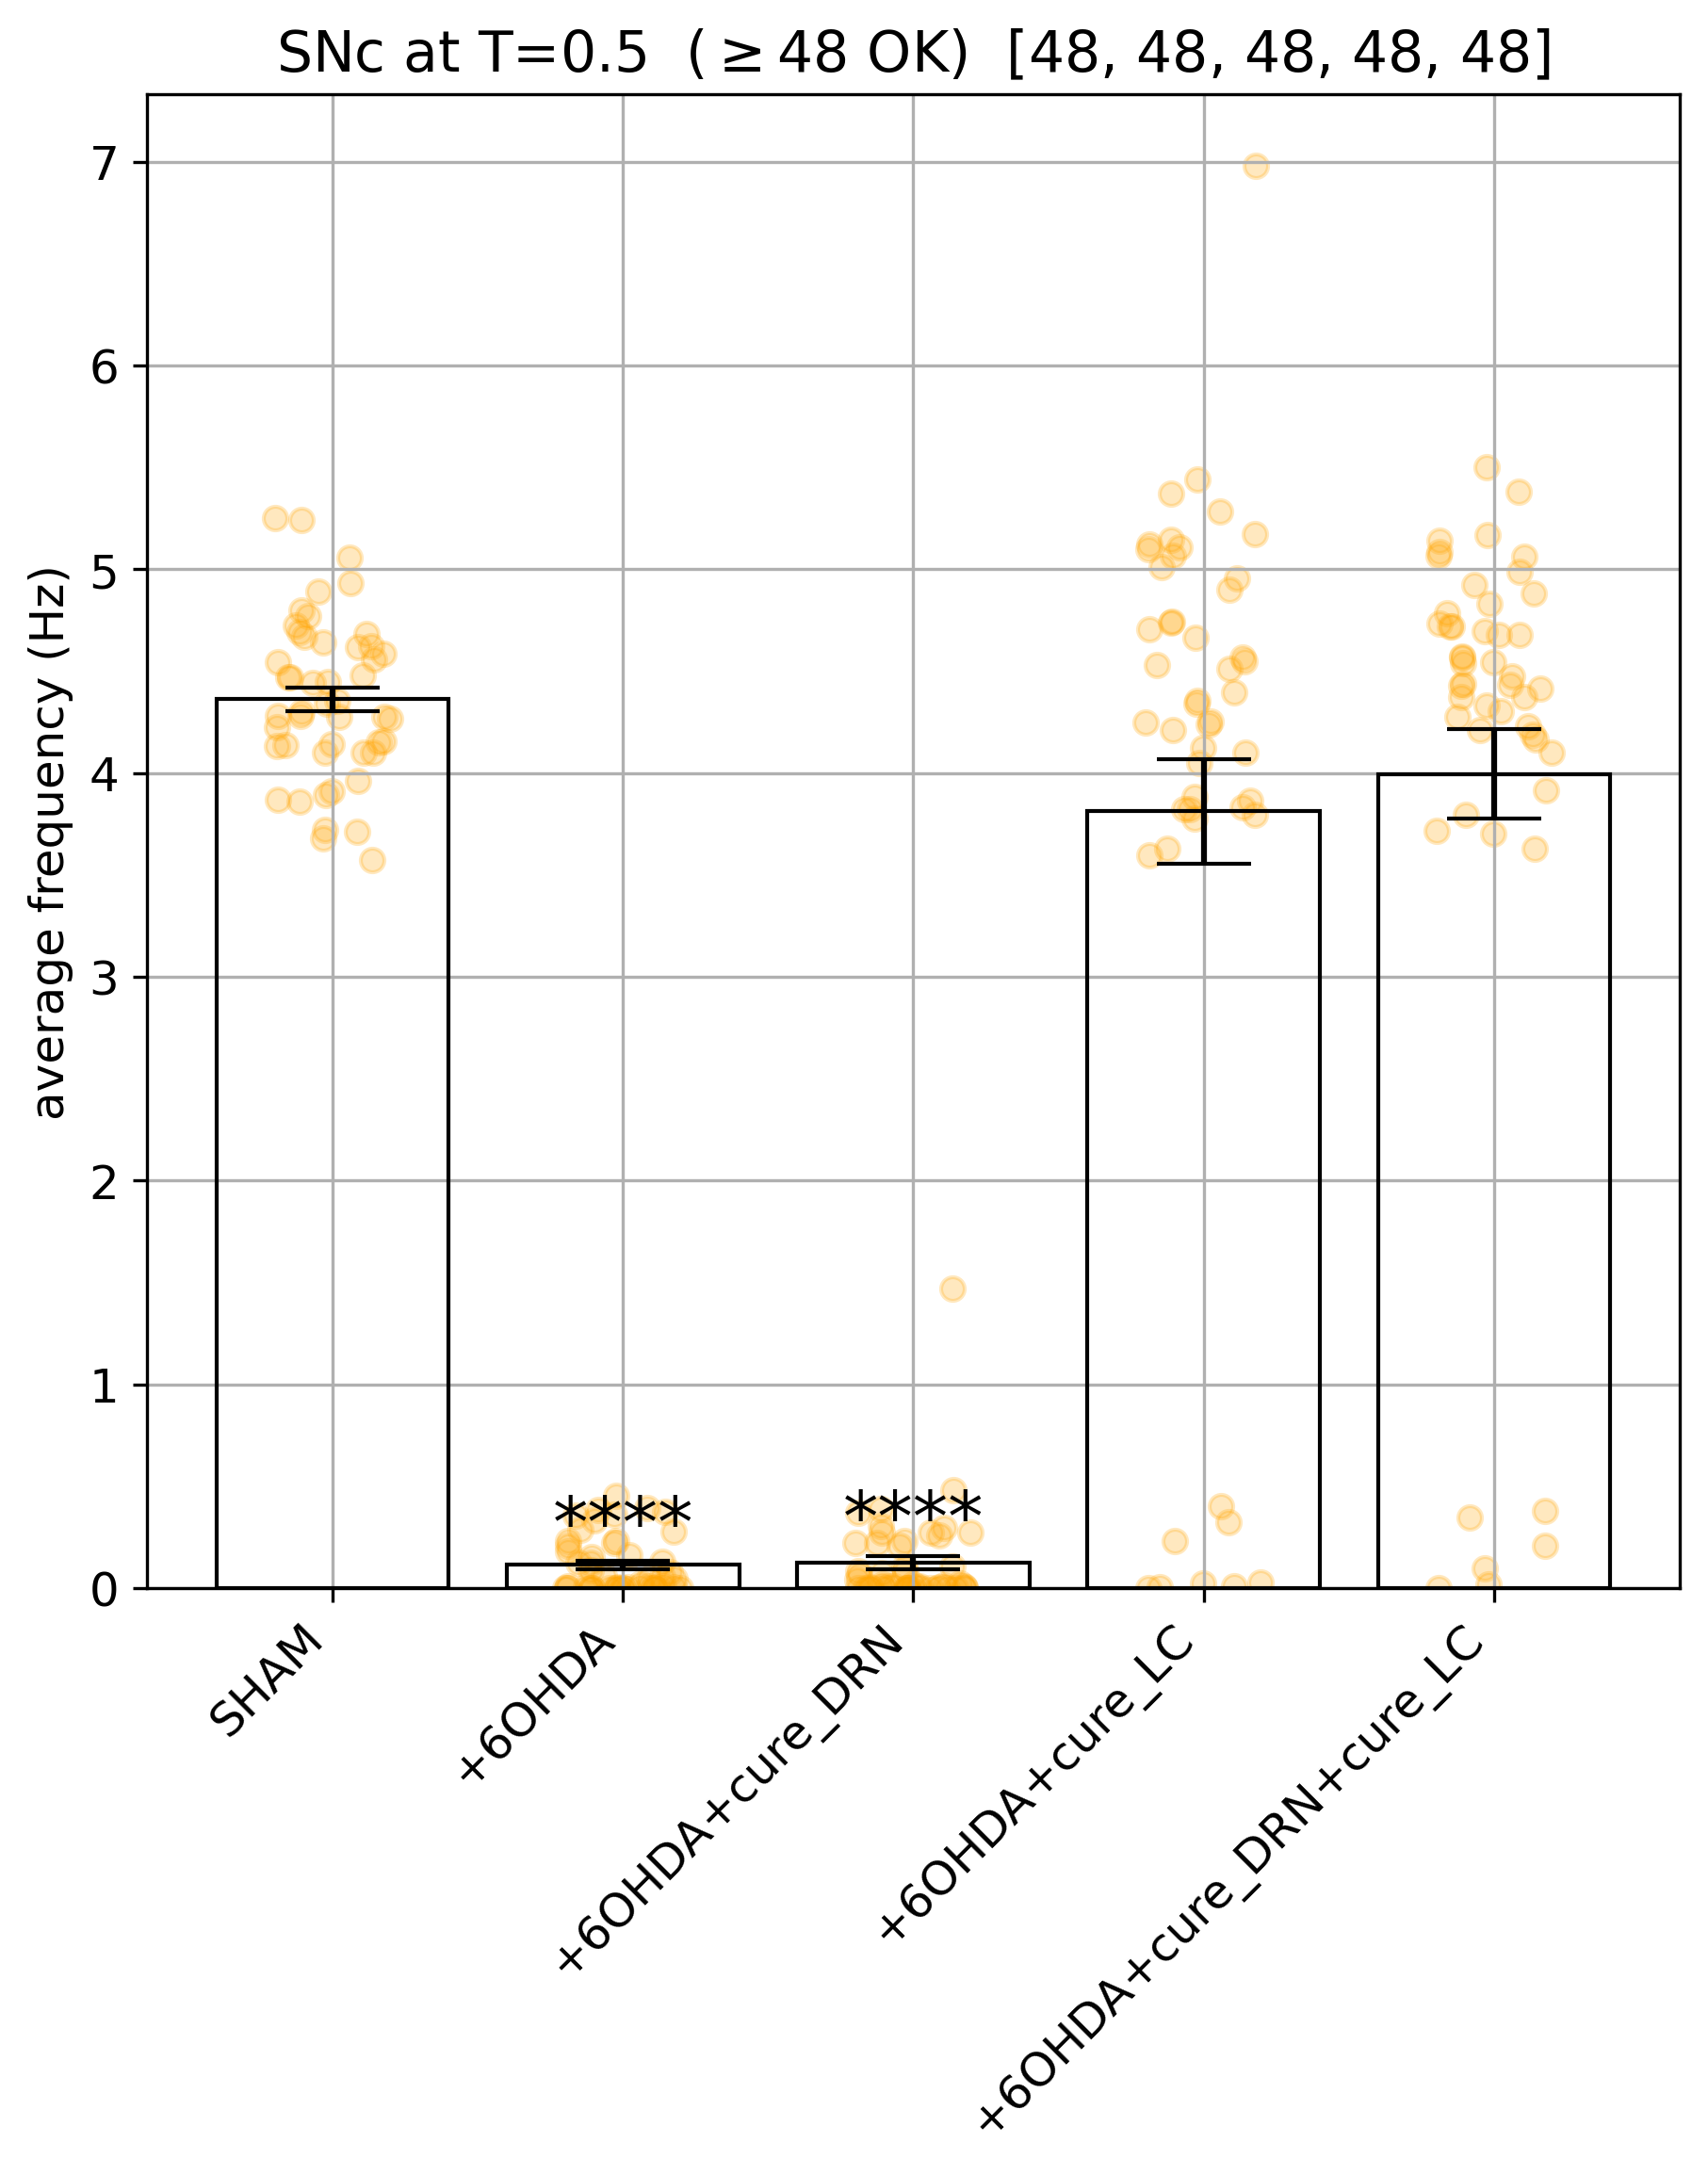 SNc at T=0.5 (≥48 OK) [48, 48, 48, 48, 48]
average frequency (Hz)
7
6
5
4
3
2
1
0
****
****
SHAM
+6OHDA
+6OHDA+cure_DRN
+6OHDA+cure_LC
+6OHDA+cure_DRN+cure_LC